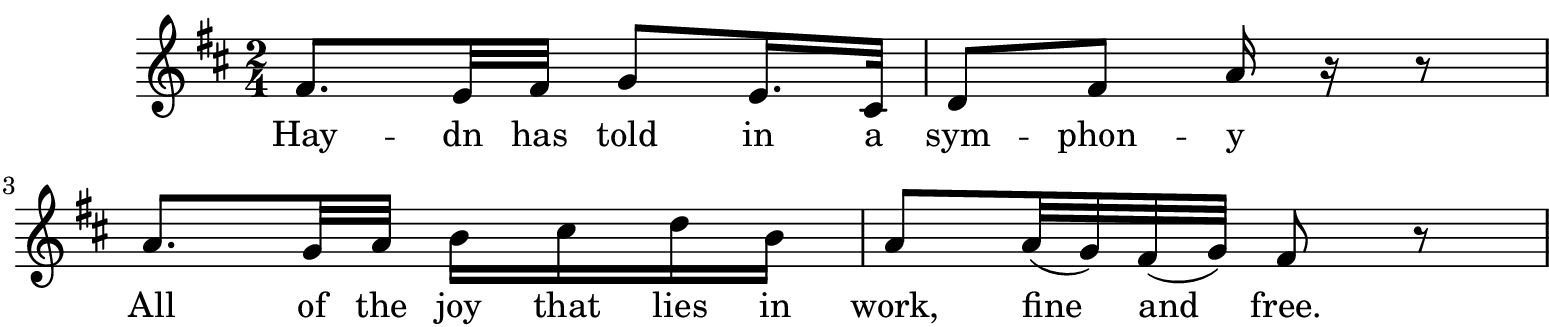 2
4
Hay - dn has told in a sym - phon - y
3
All of the joy that lies in work, fine and free.